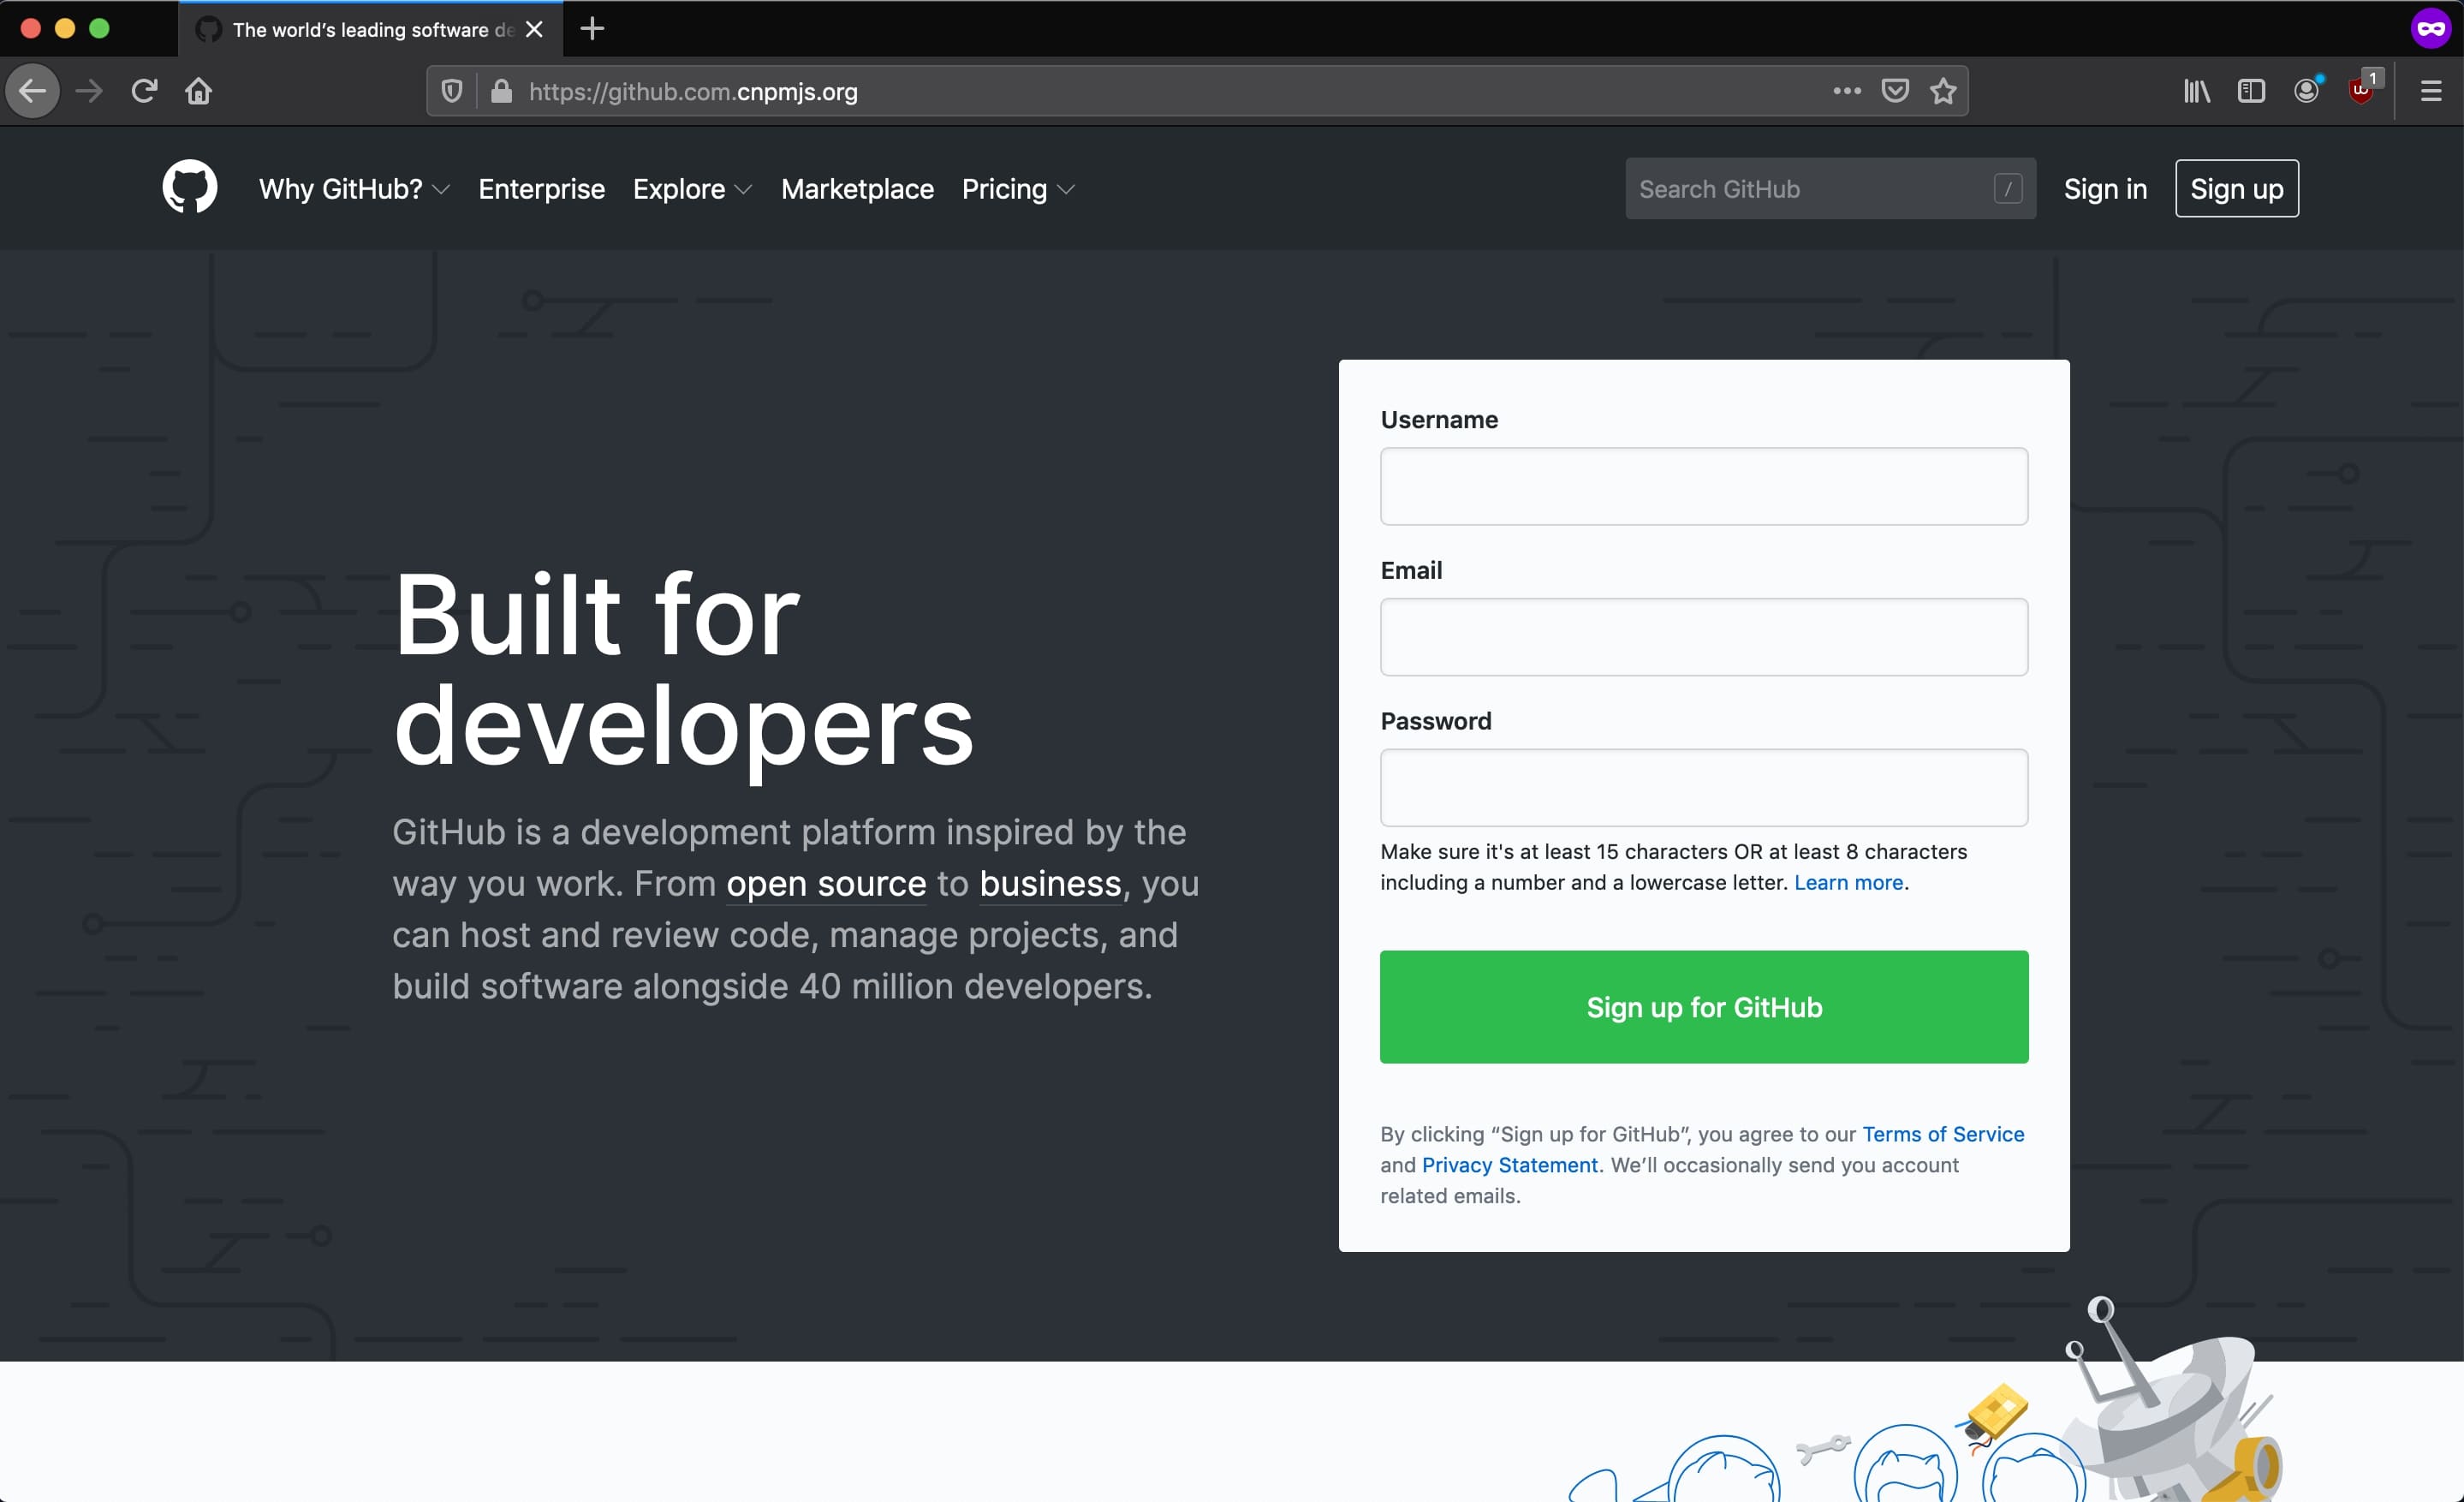 The world's leading software de
https://github.com.cnpmjs.org
1
Why GitHub?
Enterprise
Explore
Marketplace
Pricing
Search GitHub
/
Sign in
Sign up
Built for
developers
GitHub is a development platform inspired by the
way you work. From open source to business, you
can host and review code, manage projects, and
build software alongside 40 million developers.
Username
Email
Password
Make sure it's at least 15 characters OR at least 8 characters
including a number and a lowercase letter. Learn more.
Sign up for GitHub
By clicking “Sign up for GitHub”, you agree to our Terms of Service
and Privacy Statement. We’ll occasionally send you account
related emails.